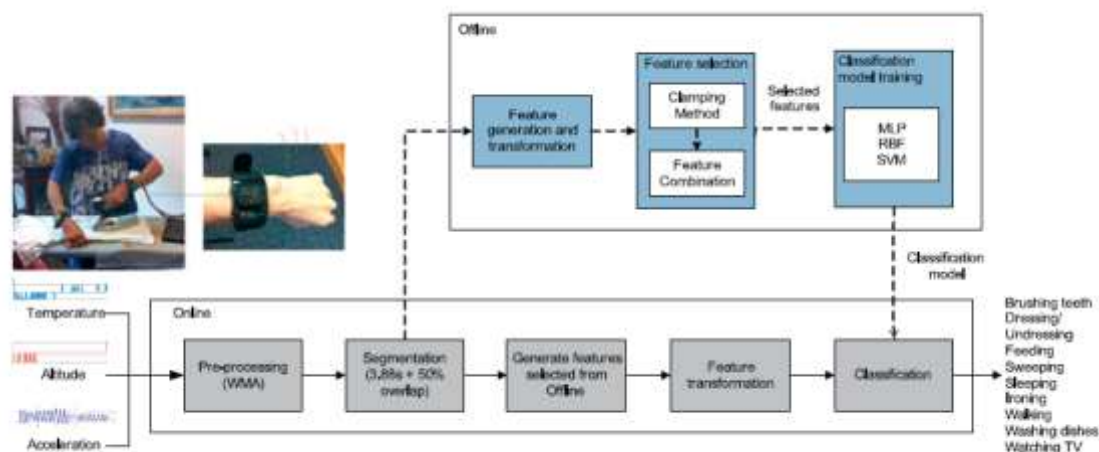 Offline
Feature
generation and
transformation
Feature selection
Clamping
Method
Feature
Combination
Selected
features
Classification
model training
MLP
RBF
SVM
Classification
model
Temperature
Altitude
Acceleration
Online
Pre-processing
(WMA)
Segmentation
(3.88s + 50%
overlap)
Generate features
selected from
Offline
Feature
transformation
Classification
Brushing teeth
Dressing/
Undressing
Feeding
Sweeping
Sleeping
Ironing
Walking
Washing dishes
Watching TV